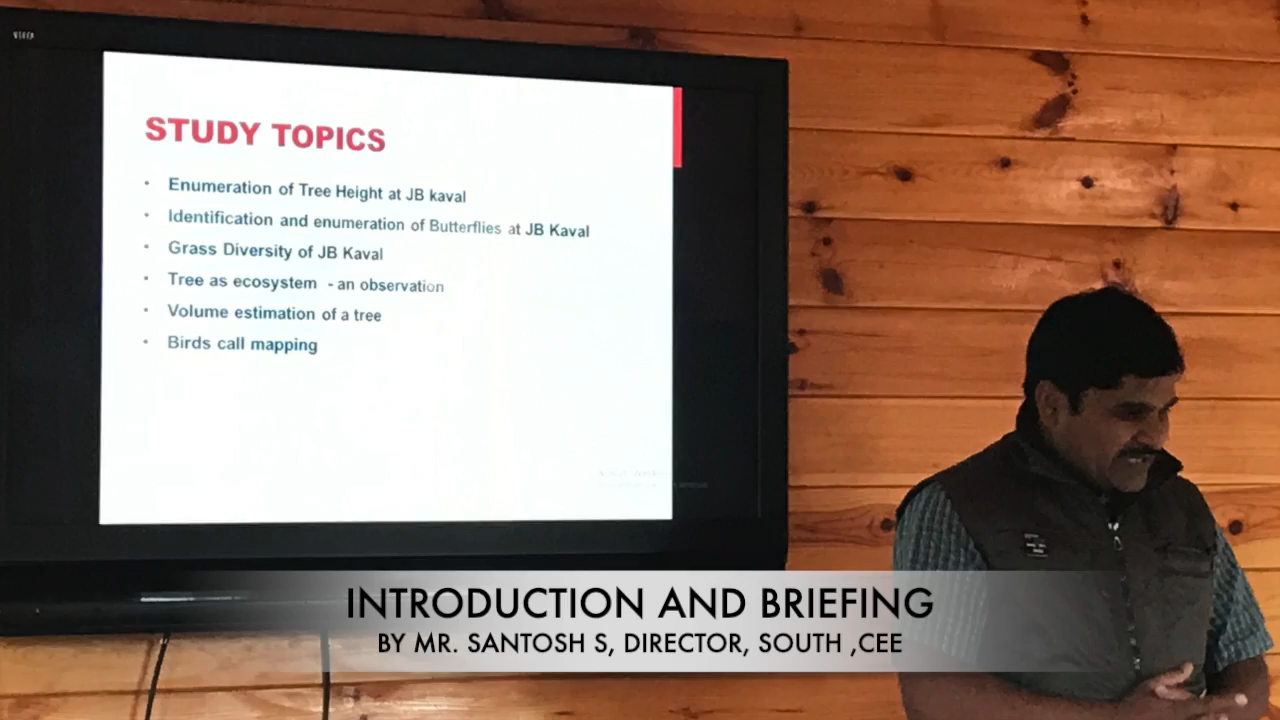 STUDY TOPICS
• Enumeration of Tree Height at JB kaval
• Identification and enumeration of Butterflies at JB Kaval
• Grass Diversity of JB Kaval
• Tree as ecosystem - an observation
• Volume estimation of a tree
• Birds call mapping
INTRODUCTION AND BRIEFING
BY MR. SANTOSH S, DIRECTOR, SOUTH ,CEE